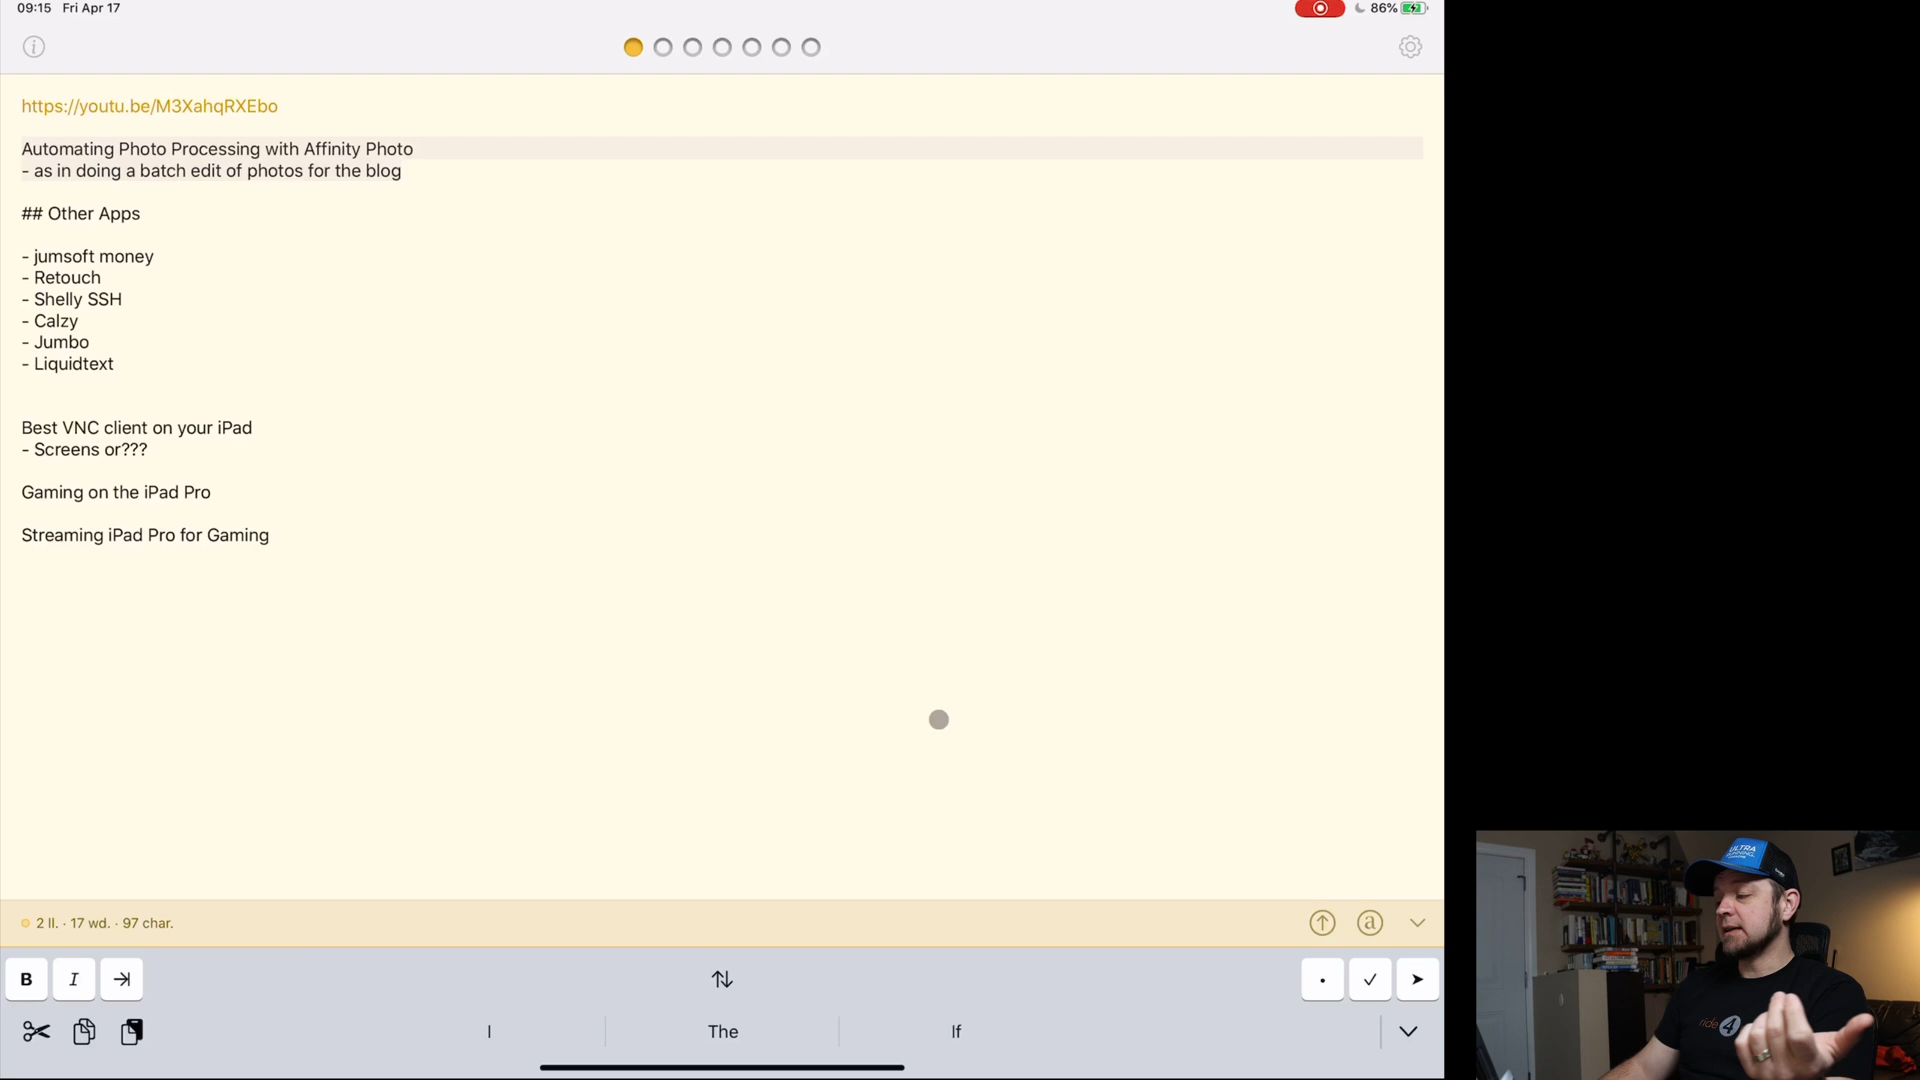 09:15 Fri Apr 17
86%
https://youtu.be/M3XahqRXEbo
Automating Photo Processing with Affinity Photo
- as in doing a batch edit of photos for the blog
## Other Apps
- jumsoft money
- Retouch
- Shelly SSH
- Calzy
- Jumbo
- Liquidtext
Best VNC client on your iPad
- Screens or???
Gaming on the iPad Pro
Streaming iPad Pro for Gaming
2 ll. · 17 wd. · 97 char.
a
B I
I The If
ULTRA
RUNNING
ride 4